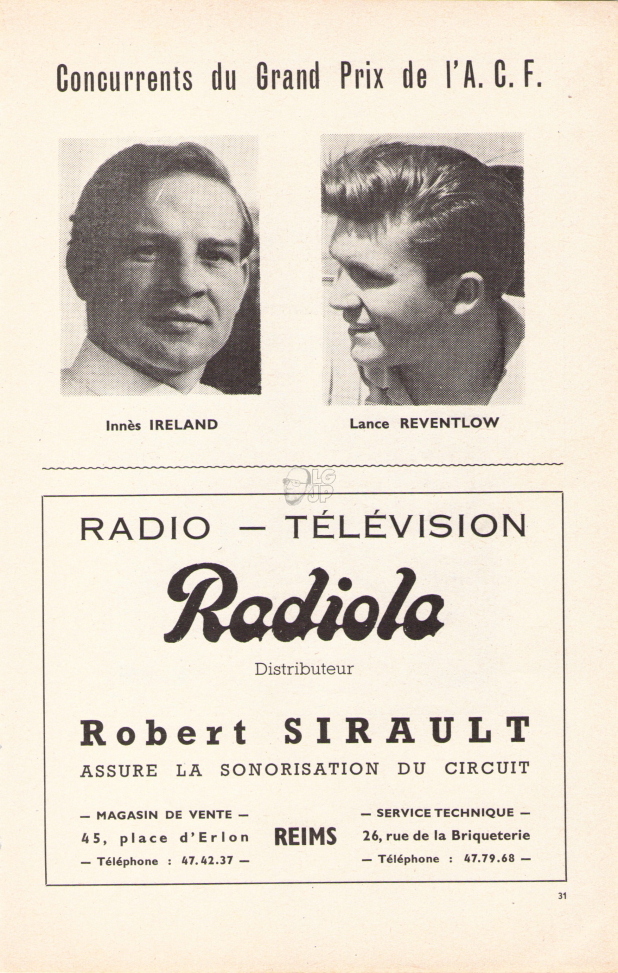 Concurrents du Grand Prix de l'A. C. F.
Innès IRELAND
Lance REVENTLOW
LG
UP
RADIO — TÉLÉVISION
Radiola
Distributeur
Robert SIRAULT
ASSURE LA SONORISATION DU CIRCUIT
— MAGASIN DE VENTE —
45, place d'Erlon
— Téléphone : 47.42.37 —
REIMS
— SERVICE TECHNIQUE —
26, rue de la Briqueterie
— Téléphone : 47.79.68 —
31